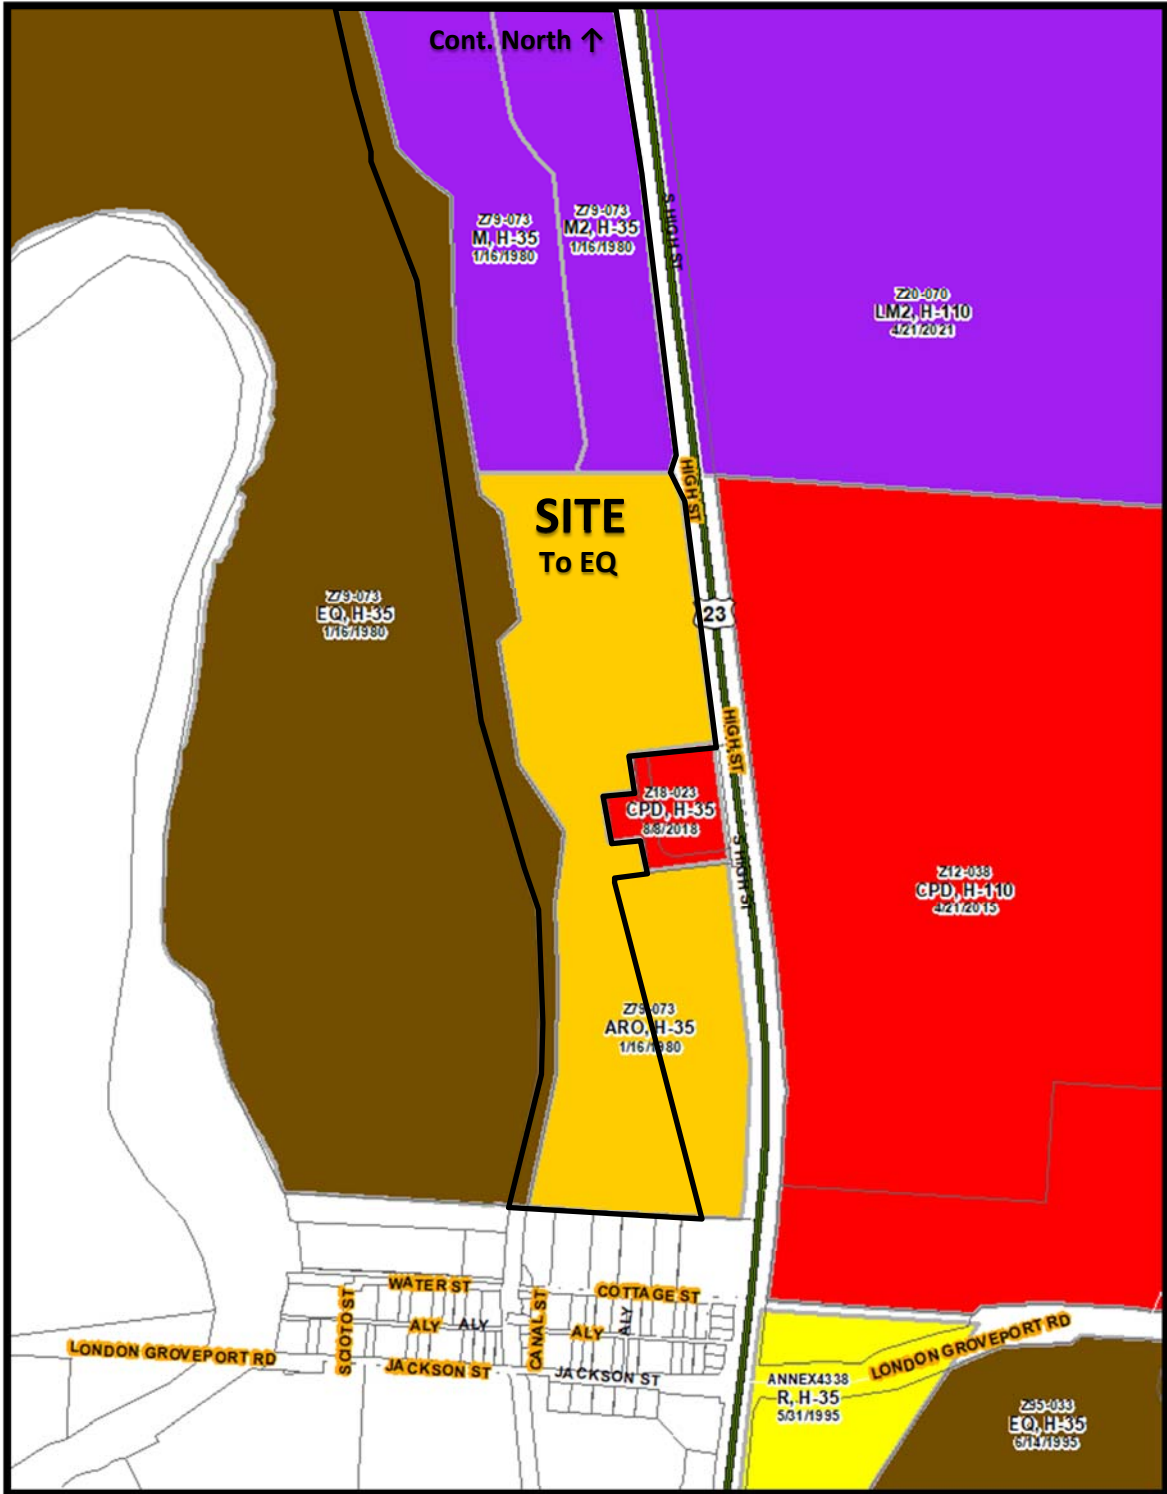 Cont. North ↑
Z79-073
M, H-35
1/16/1980
Z79-073
M2, H-35
1/16/1980
S HIGH ST
Z20-070
LM2, H-110
4/21/2021
HIGH ST
SITE
To EQ
Z79-073
EQ, H-35
1/16/1980
23
HIGH ST
Z18-023
CPD, H-35
8/8/2018
S HIGH ST
Z12-038
CPD, H-110
4/21/2015
Z79-073
ARO, H-35
1/16/1980
WATER ST
COTTAGE ST
SCIOTO ST
ALY
ALY
CANAL ST
ALY
ALY
LONDON GROVEPORT RD
JACKSON ST
JACKSON ST
LONDON GROVEPORT RD
ANNEX4338
R, H-35
5/31/1995
Z95-033
EQ, H-35
6/14/1995